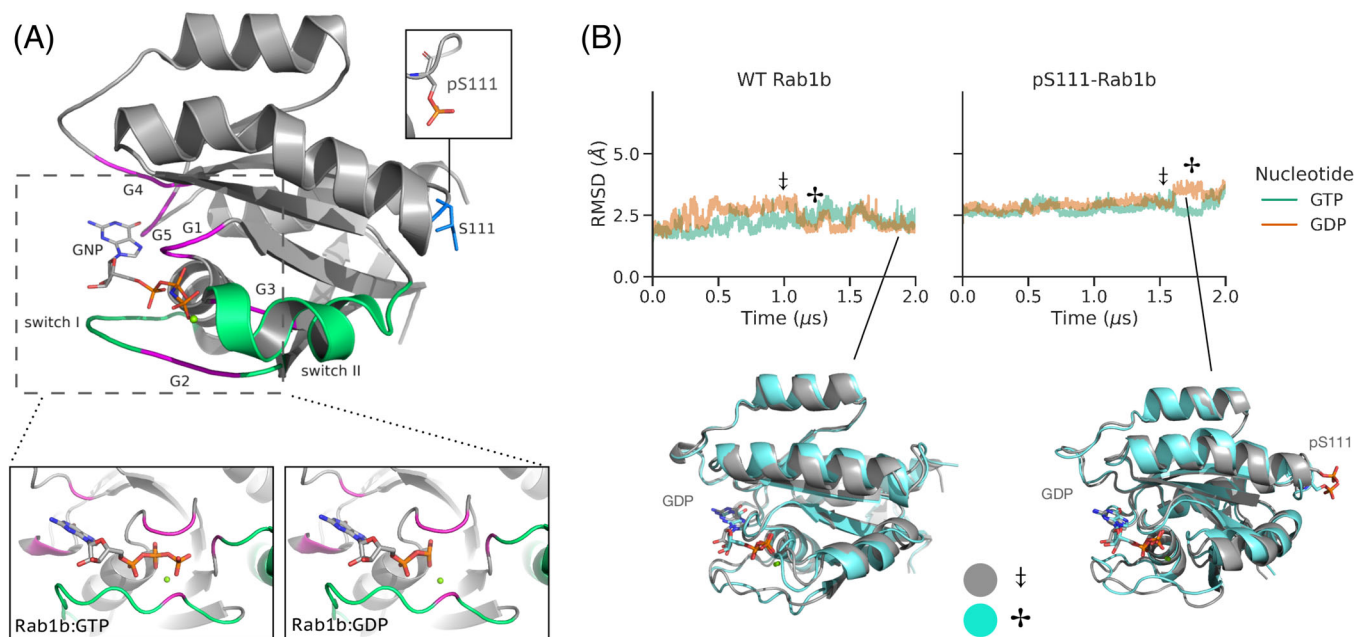 (A)
pS111
G4
S111
G5
G1
GNP
G3
switch I
switch II
G2
Rab1b:GTP
Rab1b:GDP
(B)
WT Rab1b
pS111-Rab1b
RMSD (Å)
5.0
2.5
0.0
‡
✢
‡
✢
Nucleotide
GTP
GDP
0.0 0.5 1.0 1.5 2.0
0.0 0.5 1.0 1.5 2.0
Time (μs)
Time (μs)
GDP
GDP
pS111
‡
✢